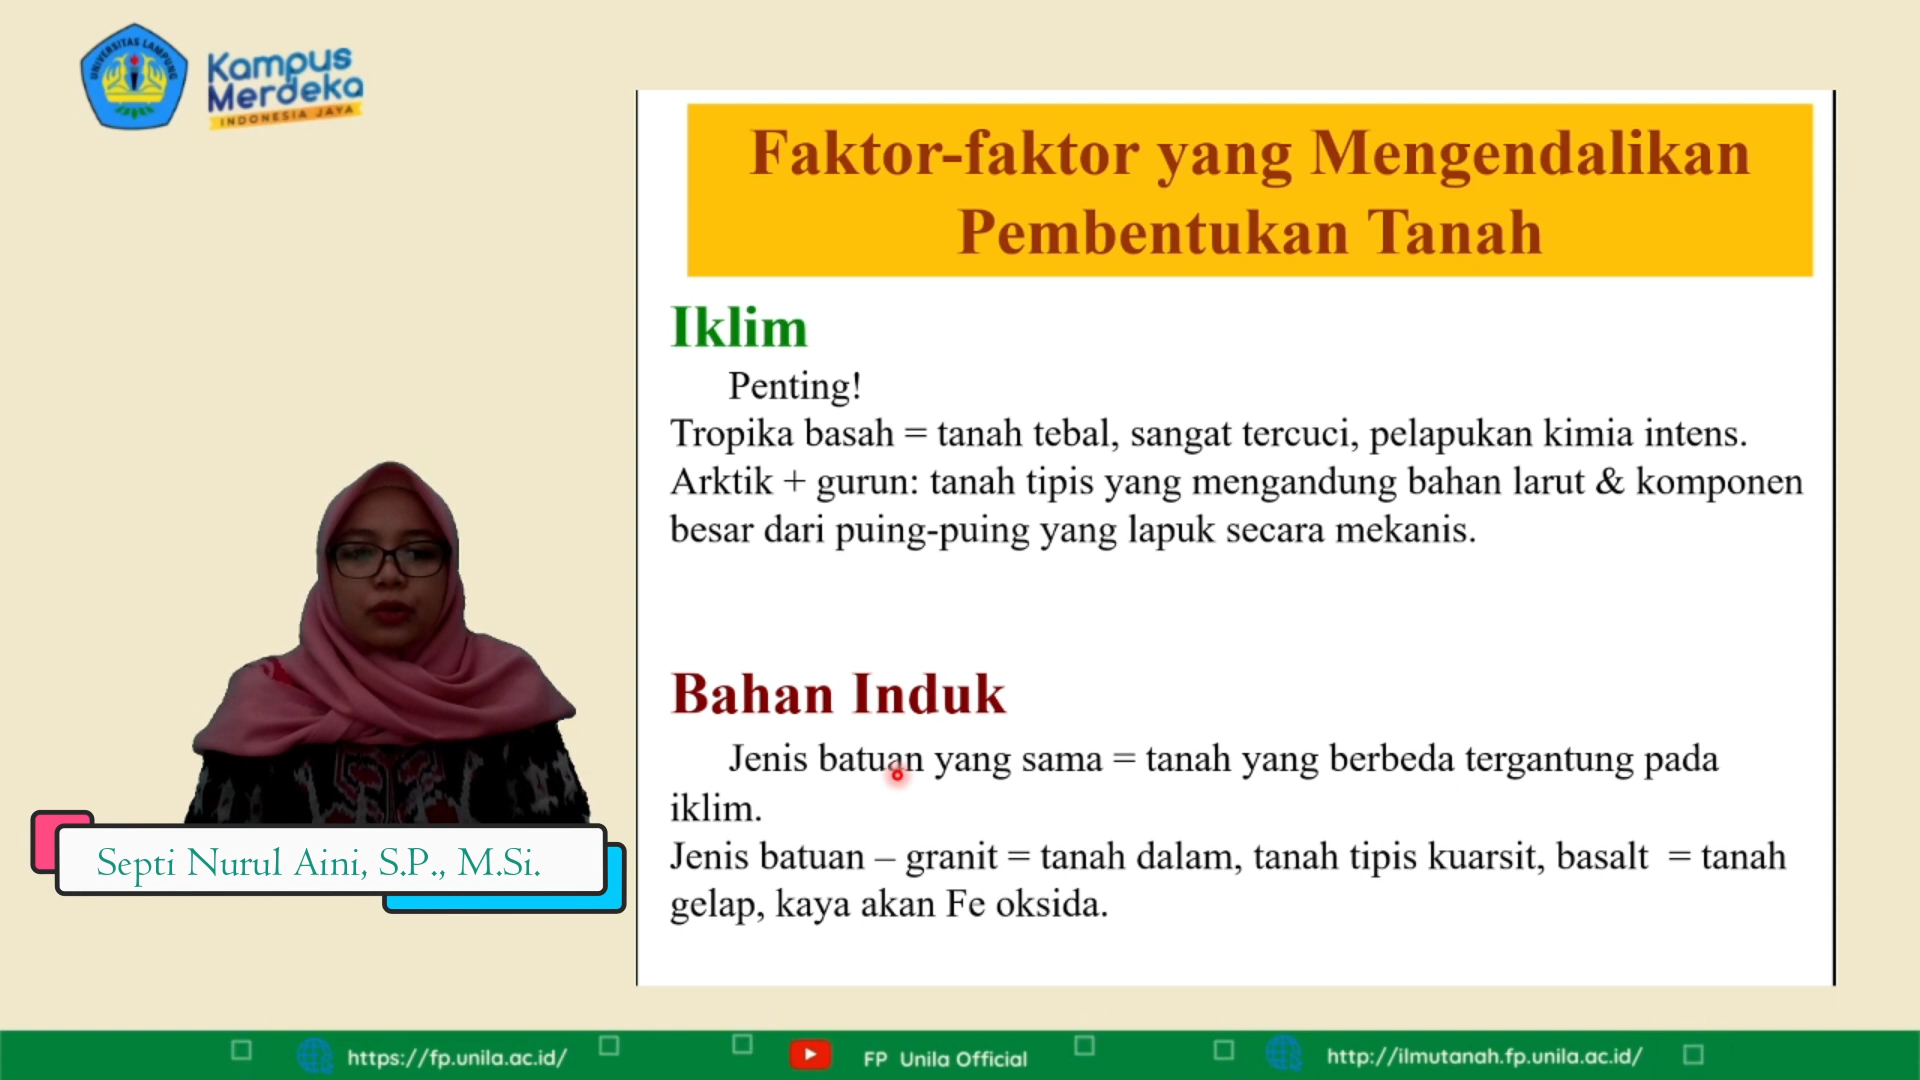 UNIVERSITAS LAMPUNG
Kampus
Merdeka
INDONESIA JAYA
Faktor-faktor yang Mengendalikan
Pembentukan Tanah
Iklim
Penting!
Tropika basah = tanah tebal, sangat tercuci, pelapukan kimia intens.
Arktik + gurun: tanah tipis yang mengandung bahan larut & komponen
besar dari puing-puing yang lapuk secara mekanis.
Bahan Induk
Jenis batuan yang sama = tanah yang berbeda tergantung pada
iklim.
Jenis batuan – granit = tanah dalam, tanah tipis kuarsit, basalt = tanah
gelap, kaya akan Fe oksida.
Septi Nurul Aini, S.P., M.Si.
https://fp.unila.ac.id/
FP Unila Official
http://ilmutanah.fp.unila.ac.id/